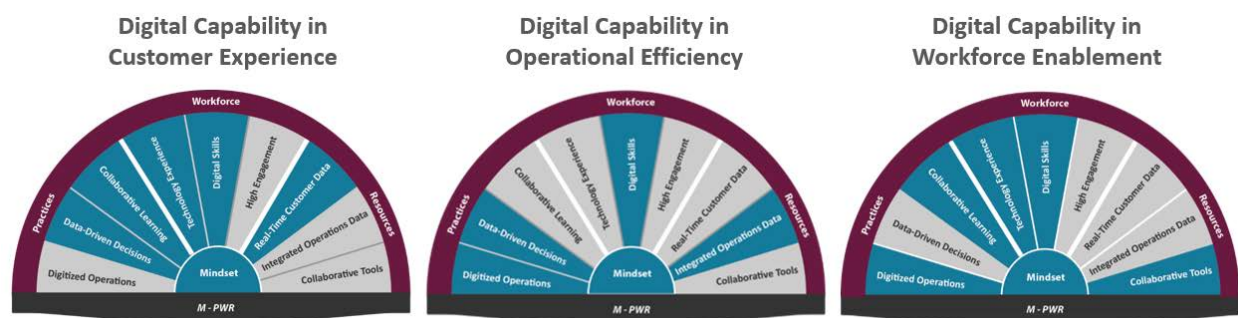 Digital Capability in
Customer Experience
Workforce
Practices
Resources
Digitized Operations
Data-Driven Decisions
Collaborative Learning
Technology Experience
Digital Skills
High Engagement
Real-Time Customer Data
Integrated Operations Data
Collaborative Tools
Mindset
M - PWR
Digital Capability in
Operational Efficiency
Workforce
Practices
Resources
Digitized Operations
Data-Driven Decisions
Collaborative Learning
Technology Experience
Digital Skills
High Engagement
Real-Time Customer Data
Integrated Operations Data
Collaborative Tools
Mindset
M - PWR
Digital Capability in
Workforce Enablement
Workforce
Practices
Resources
Digitized Operations
Data-Driven Decisions
Collaborative Learning
Technology Experience
Digital Skills
High Engagement
Real-Time Customer Data
Integrated Operations Data
Collaborative Tools
Mindset
M - PWR